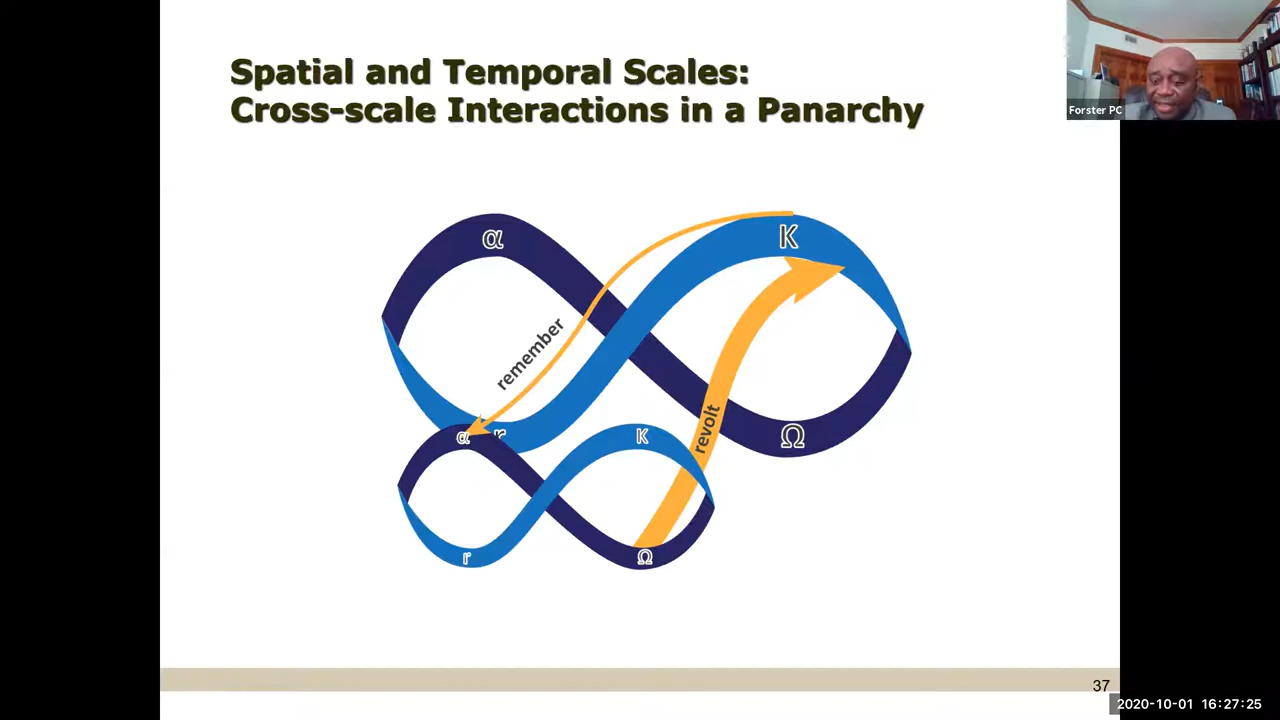 Spatial and Temporal Scales:
Cross-scale Interactions in a Panarchy
Forster PC
α
K
remember
α
r
K
revolt
Ω
r
Ω
37
2020-10-01 16:27:25